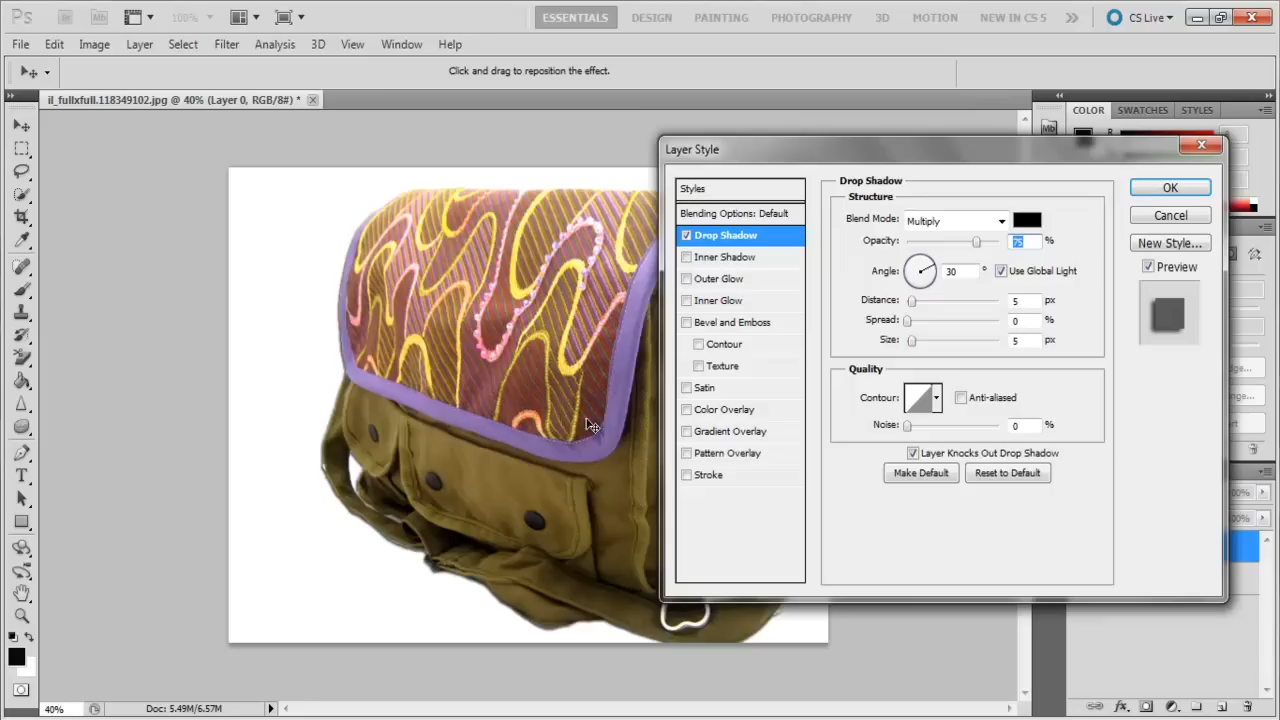 Ps Br Mb 100% ESSENTIALS DESIGN PAINTING PHOTOGRAPHY 3D MOTION NEW IN CS 5 CS Live
File Edit Image Layer Select Filter Analysis 3D View Window Help
Click and drag to reposition the effect.
il_fullxfull.118349102.jpg @ 40% (Layer 0, RGB/8#) *
COLOR SWATCHES STYLES
Mb
R
Layer Style
Styles
Blending Options: Default
Drop Shadow
Inner Shadow
Outer Glow
Inner Glow
Bevel and Emboss
Contour
Texture
Satin
Color Overlay
Gradient Overlay
Pattern Overlay
Stroke
Drop Shadow
Structure
Blend Mode: Multiply
Opacity: 75 %
Angle: 30 ° Use Global Light
Distance: 5 px
Spread: 0 %
Size: 5 px
Quality
Contour: Anti-aliased
Noise: 0 %
Layer Knocks Out Drop Shadow
Make Default Reset to Default
OK
Cancel
New Style...
Preview
T
40% Doc: 5.49M/6.57M
fx